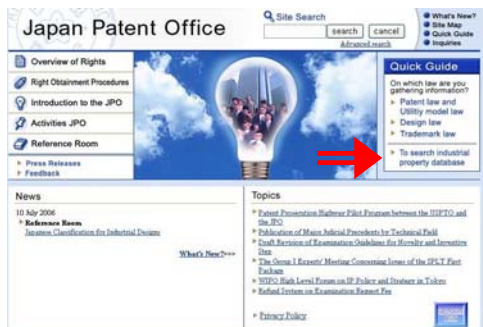 Japan Patent Office
Site Search
search
cancel
Advanced search
What's New?
Site Map
Quick Guide
Inquiries
Overview of Rights
Right Obtainment Procedures
Introduction to the JPO
Activities JPO
Reference Room
Press Releases
Feedback
Quick Guide
On which law are you
gathering information?
Patent law and
Utility model law
Design law
Trademark law
To search industrial
property database
News
10 July 2006
Reference Room
Japanese Classification for Industrial Designs
What's New?>>>
Topics
Patent Prosecution Highway Pilot Program between the USPTO and
the JPO
Publication of Major Judicial Precedents by Technical Field
Draft Revision of Examination Guidelines for Novelty and Inventive
Step
The Group I Experts' Meeting Concerning Issues of the SPLT First
Package
WIPO High Level Forum on IP Policy and Strategy in Tokyo
Refund System on Examination Request Fee
Privacy Policy